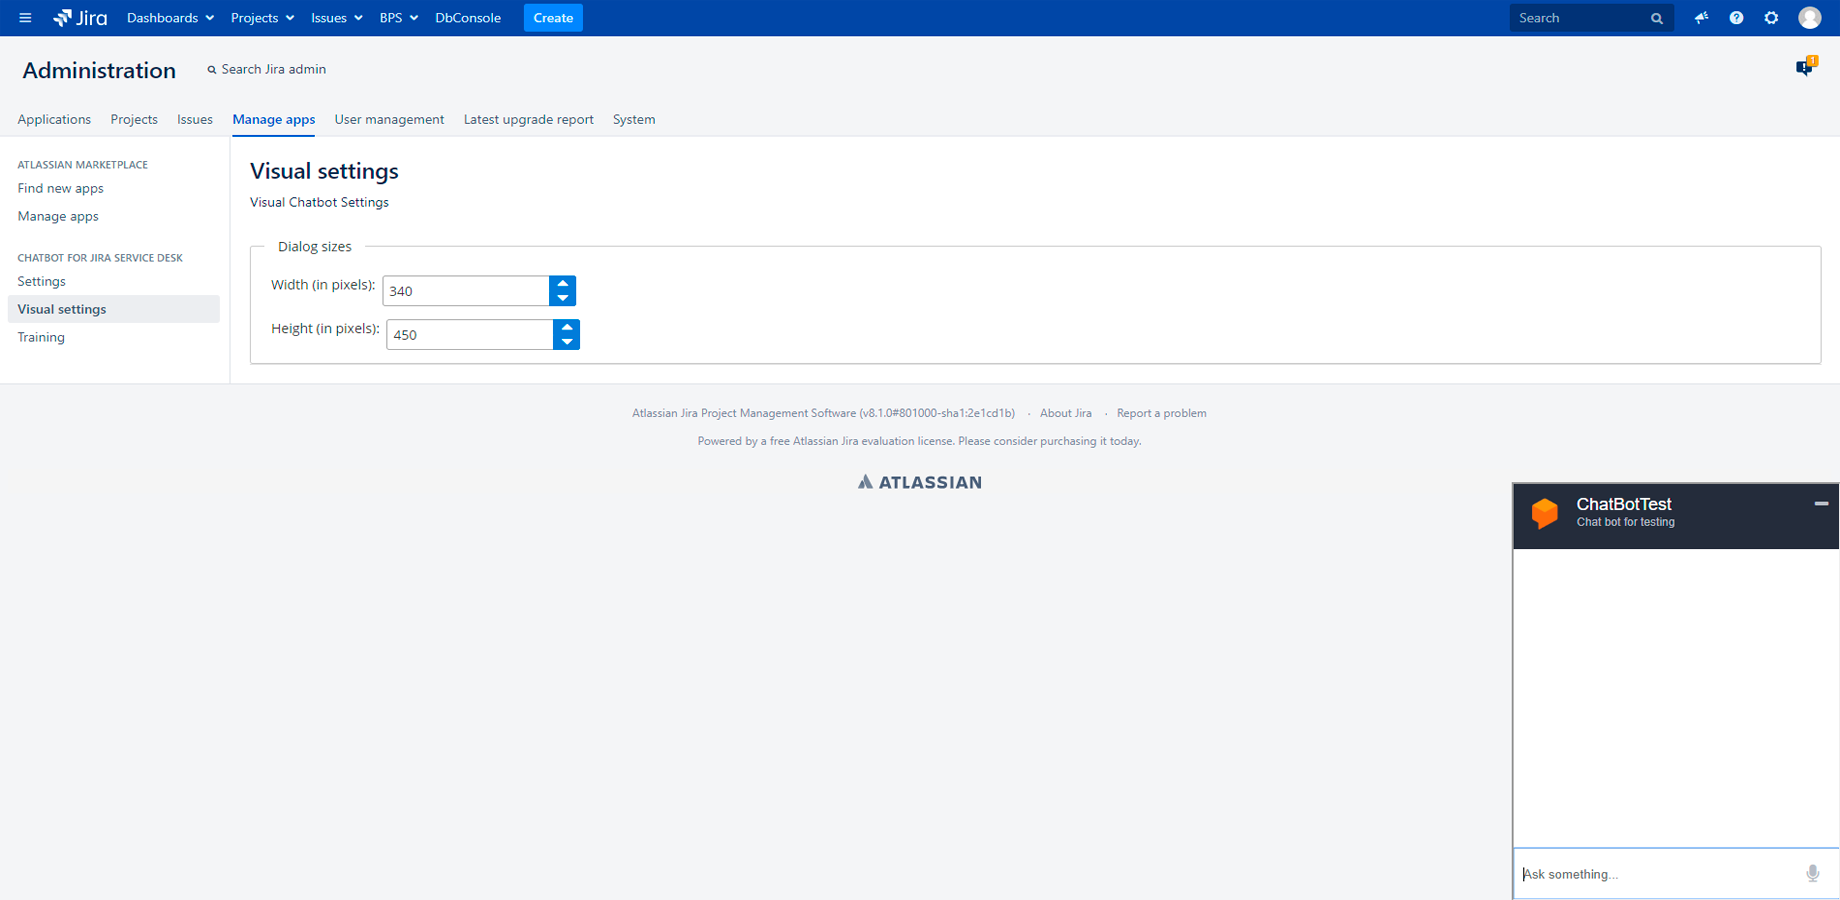 Jira Dashboards Projects Issues BPS DbConsole Create Search
Administration Search Jira admin
1
Applications Projects Issues Manage apps User management Latest upgrade report System
ATLASSIAN MARKETPLACE
Find new apps
Manage apps
CHATBOT FOR JIRA SERVICE DESK
Settings
Visual settings
Training
Visual settings
Visual Chatbot Settings
Dialog sizes
Width (in pixels): 340
Height (in pixels): 450
Atlassian Jira Project Management Software (v8.1.0#801000-sha1:2e1cd1b) · About Jira · Report a problem
Powered by a free Atlassian Jira evaluation license. Please consider purchasing it today.
ATLASSIAN
ChatBotTest
Chat bot for testing
Ask something...